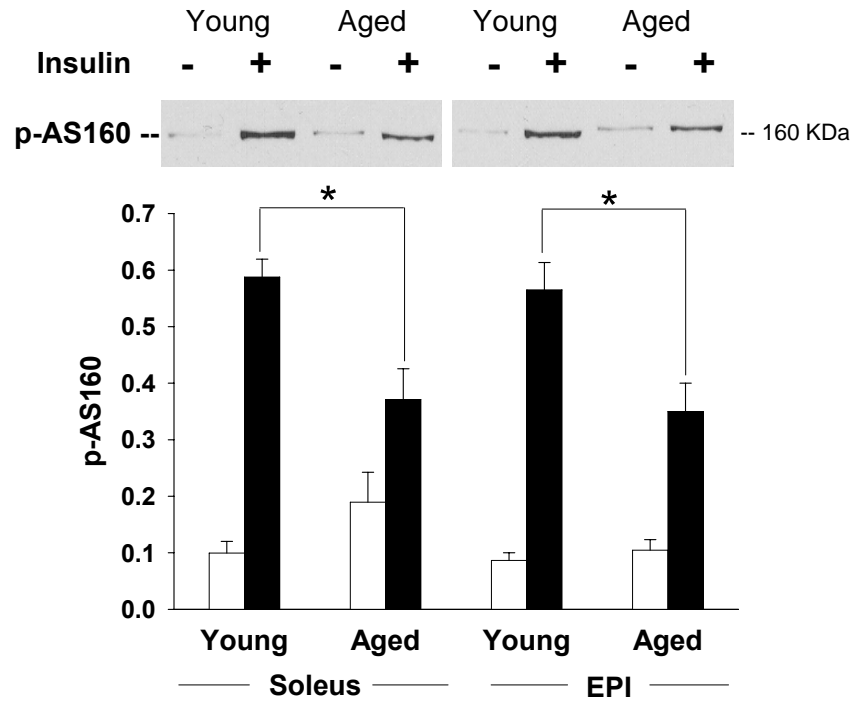 Young Aged Young Aged
Insulin - + - + - + - +
p-AS160 -- -- 160 KDa
* *
0.7
0.6
0.5
0.4
0.3
0.2
0.1
0.0
p-AS160
Young Aged Young Aged
Soleus EPI